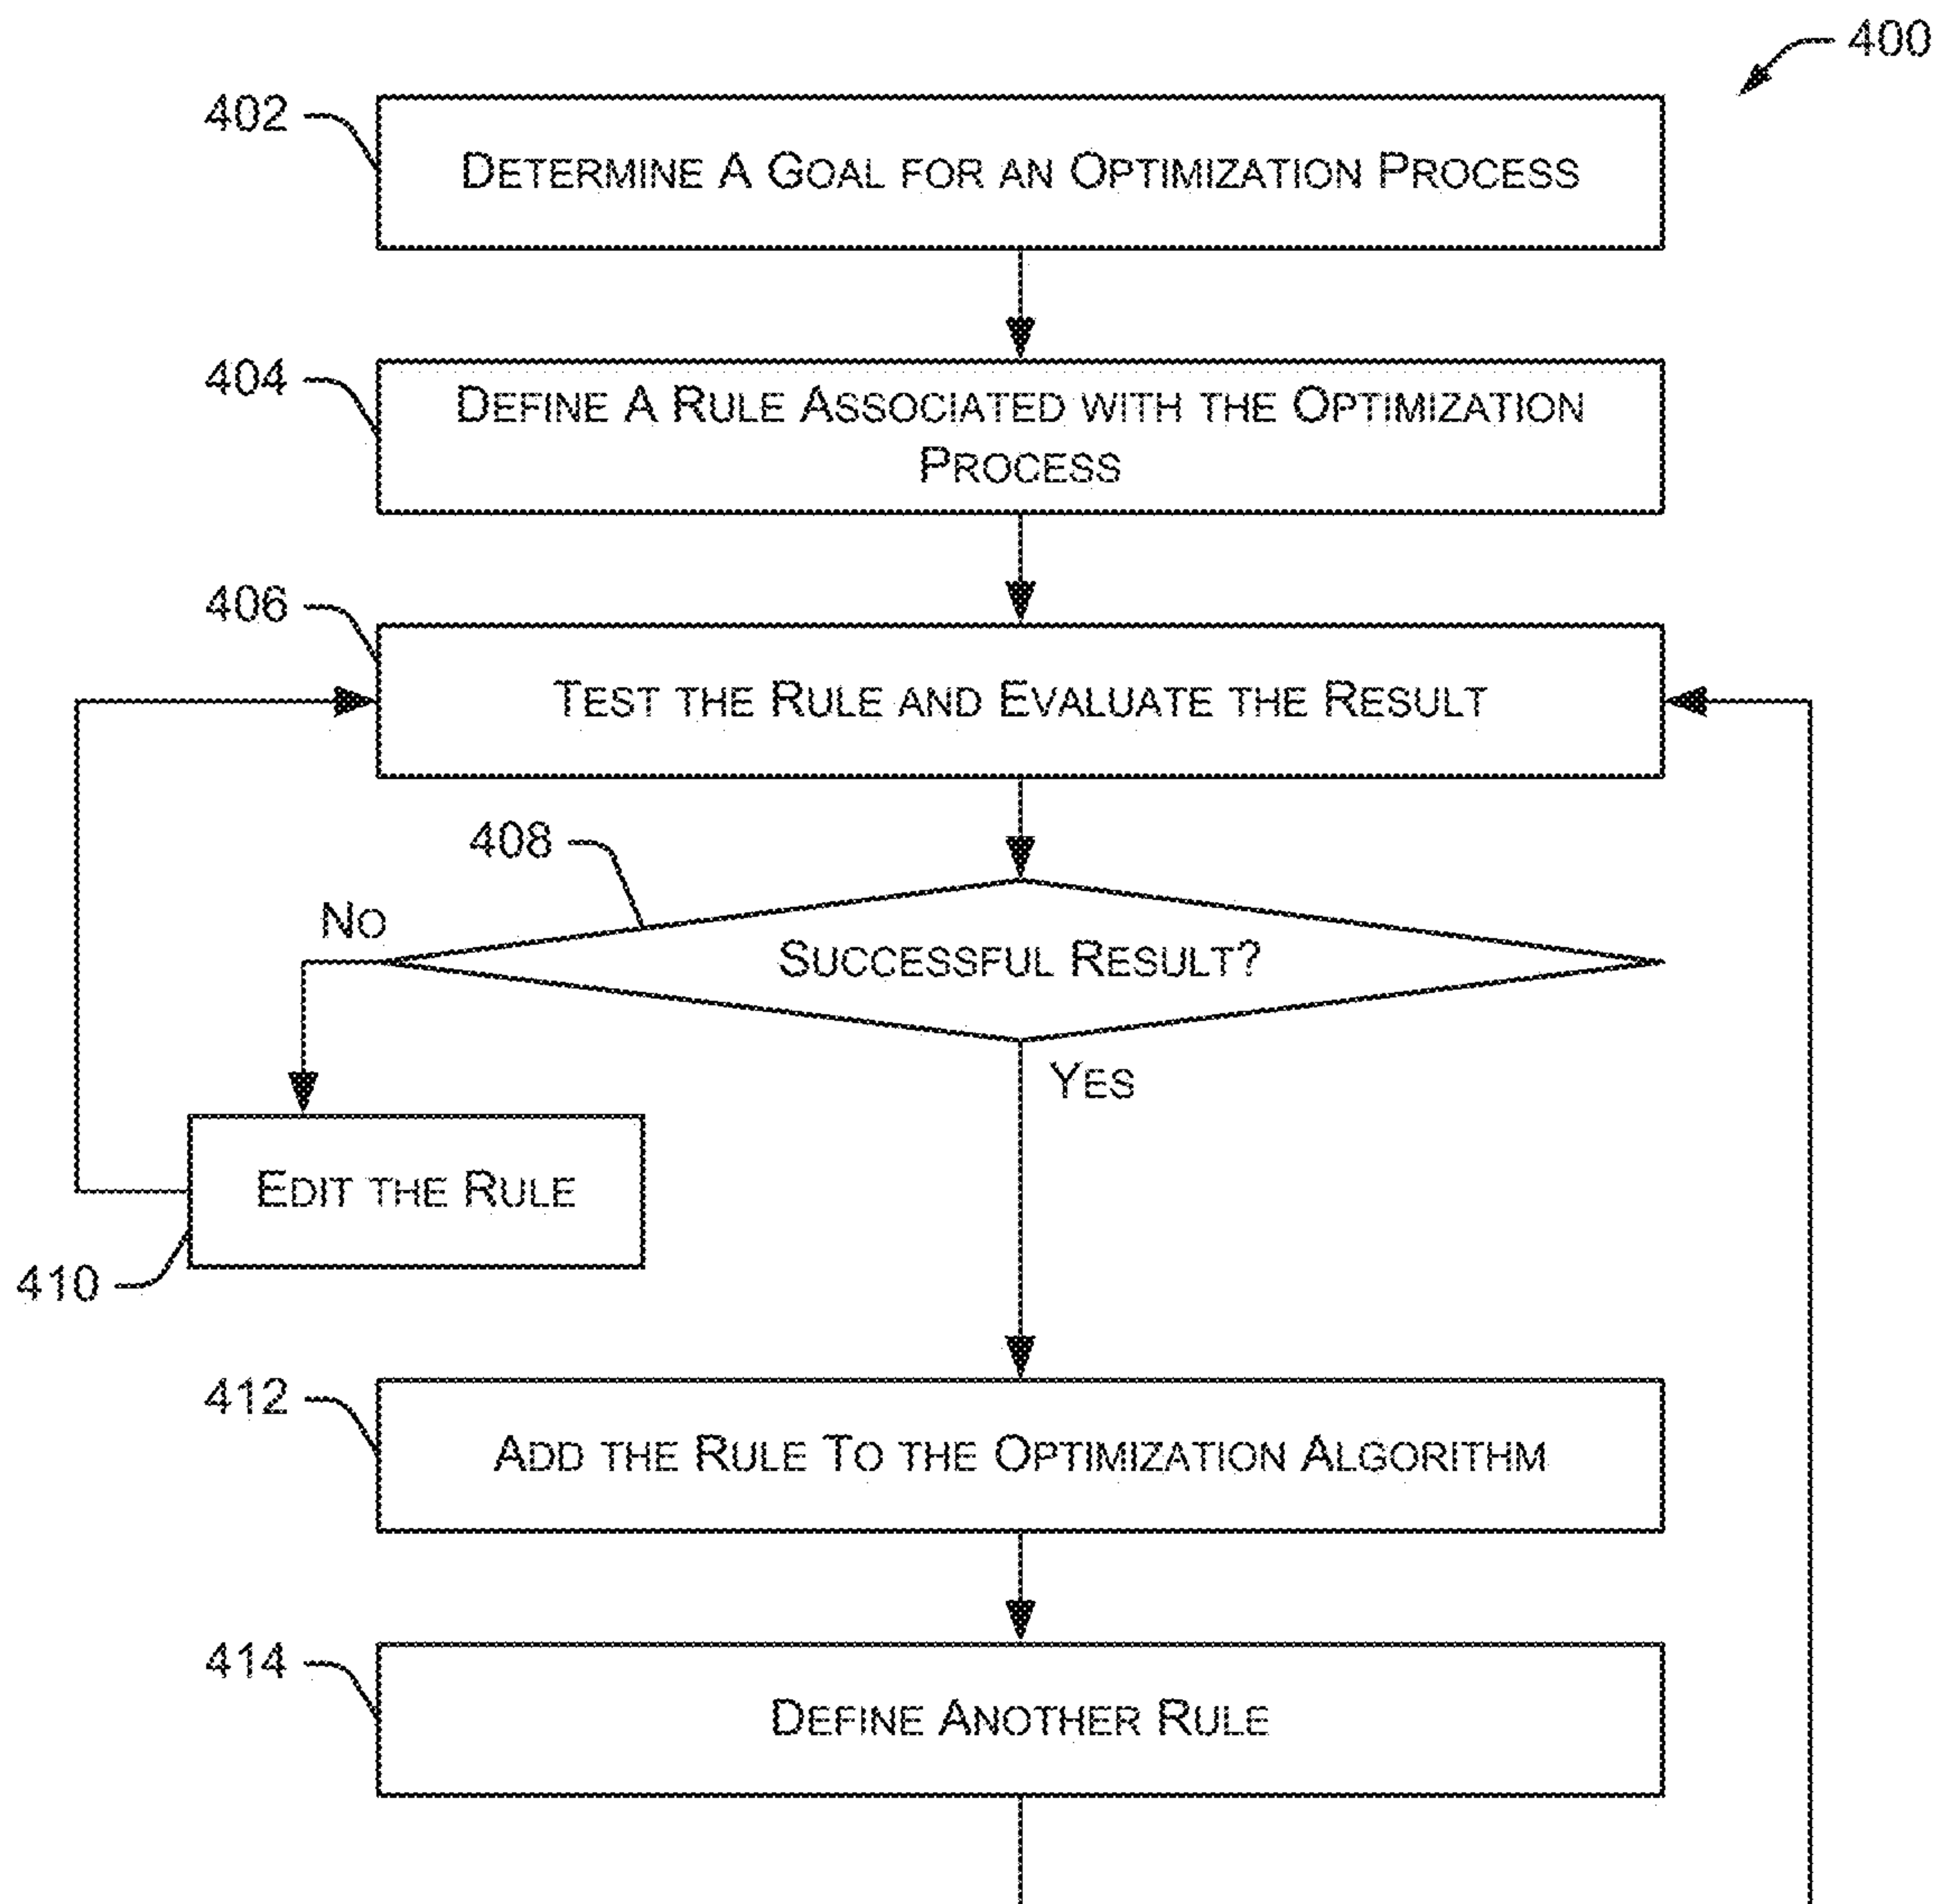 400
402
DETERMINE A GOAL FOR AN OPTIMIZATION PROCESS
404
DEFINE A RULE ASSOCIATED WITH THE OPTIMIZATION
PROCESS
406
TEST THE RULE AND EVALUATE THE RESULT
408
NO
SUCCESSFUL RESULT?
YES
EDIT THE RULE
410
412
ADD THE RULE TO THE OPTIMIZATION ALGORITHM
414
DEFINE ANOTHER RULE